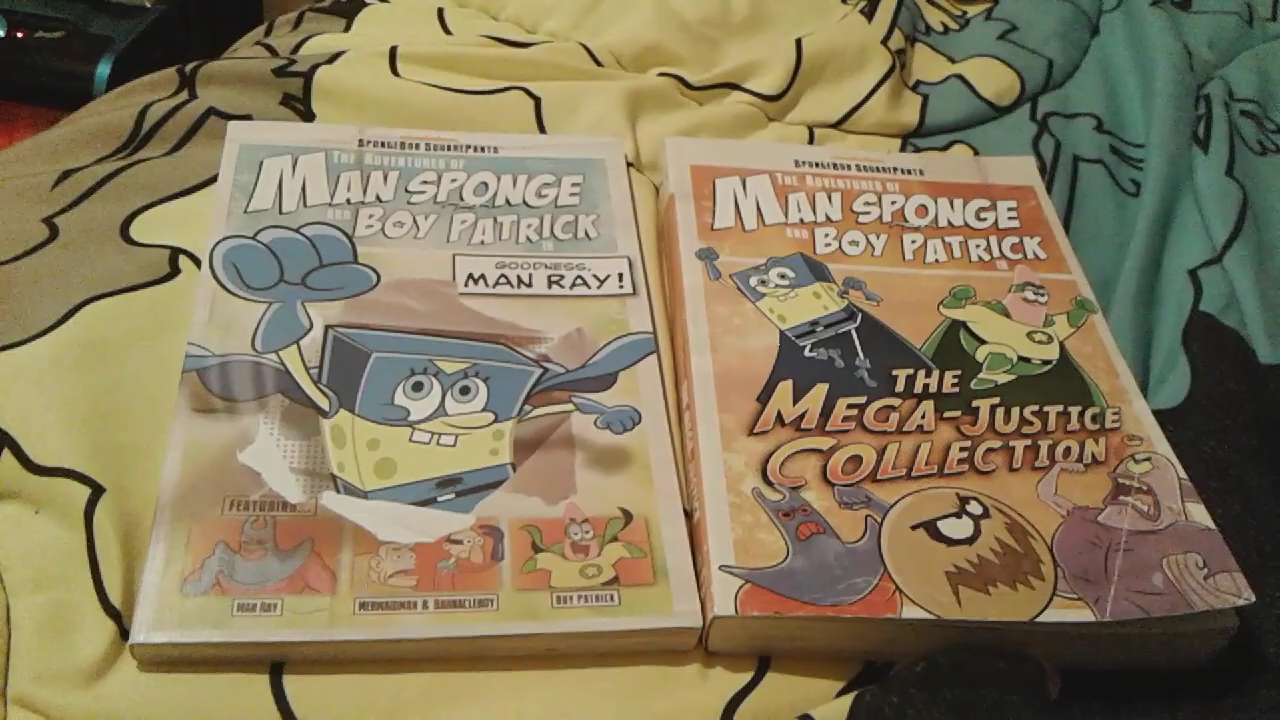 SPONGEBOB SQUAREPANTS
THE ADVENTURES OF
MAN SPONGE
AND BOY PATRICK
IN
GOODNESS,
MAN RAY!
FEATURING...
MAN RAY
MERMAIDMAN & BARNACLEBOY
BOY PATRICK
SPONGEBOB SQUAREPANTS
THE ADVENTURES OF
MAN SPONGE
AND BOY PATRICK
IN
THE
MEGA-JUSTICE
COLLECTION